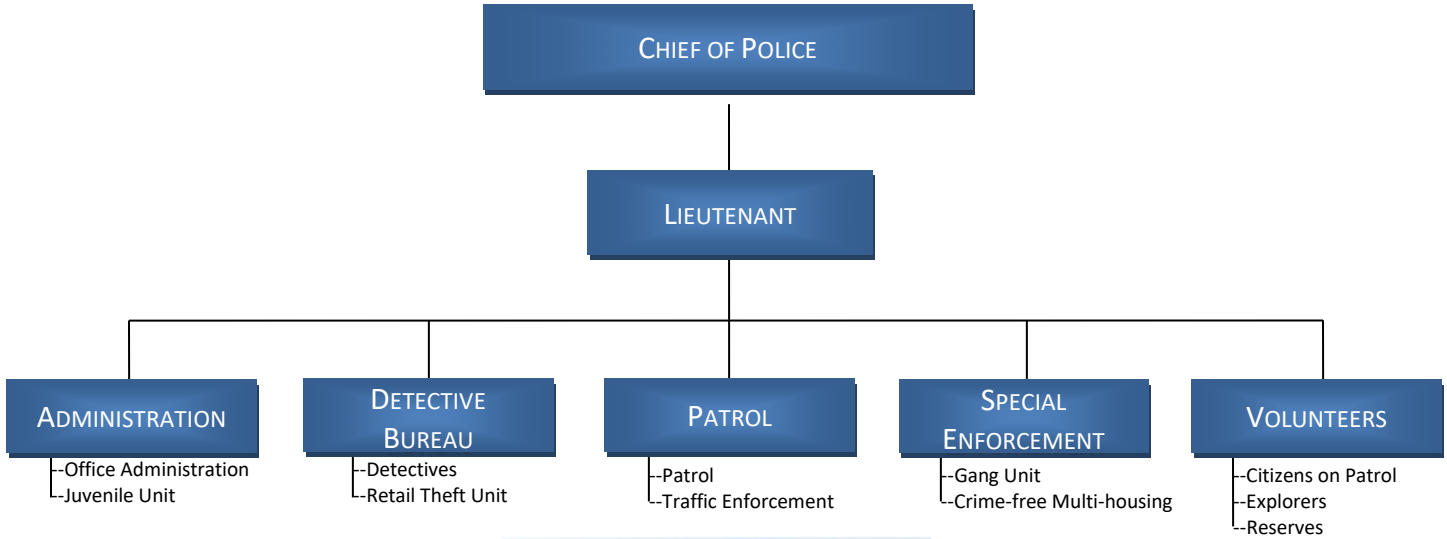 CHIEF OF POLICE
LIEUTENANT
ADMINISTRATION
--Office Administration
--Juvenile Unit
DETECTIVE
BUREAU
--Detectives
--Retail Theft Unit
PATROL
--Patrol
--Traffic Enforcement
SPECIAL
ENFORCEMENT
--Gang Unit
--Crime-free Multi-housing
VOLUNTEERS
--Citizens on Patrol
--Explorers
--Reserves